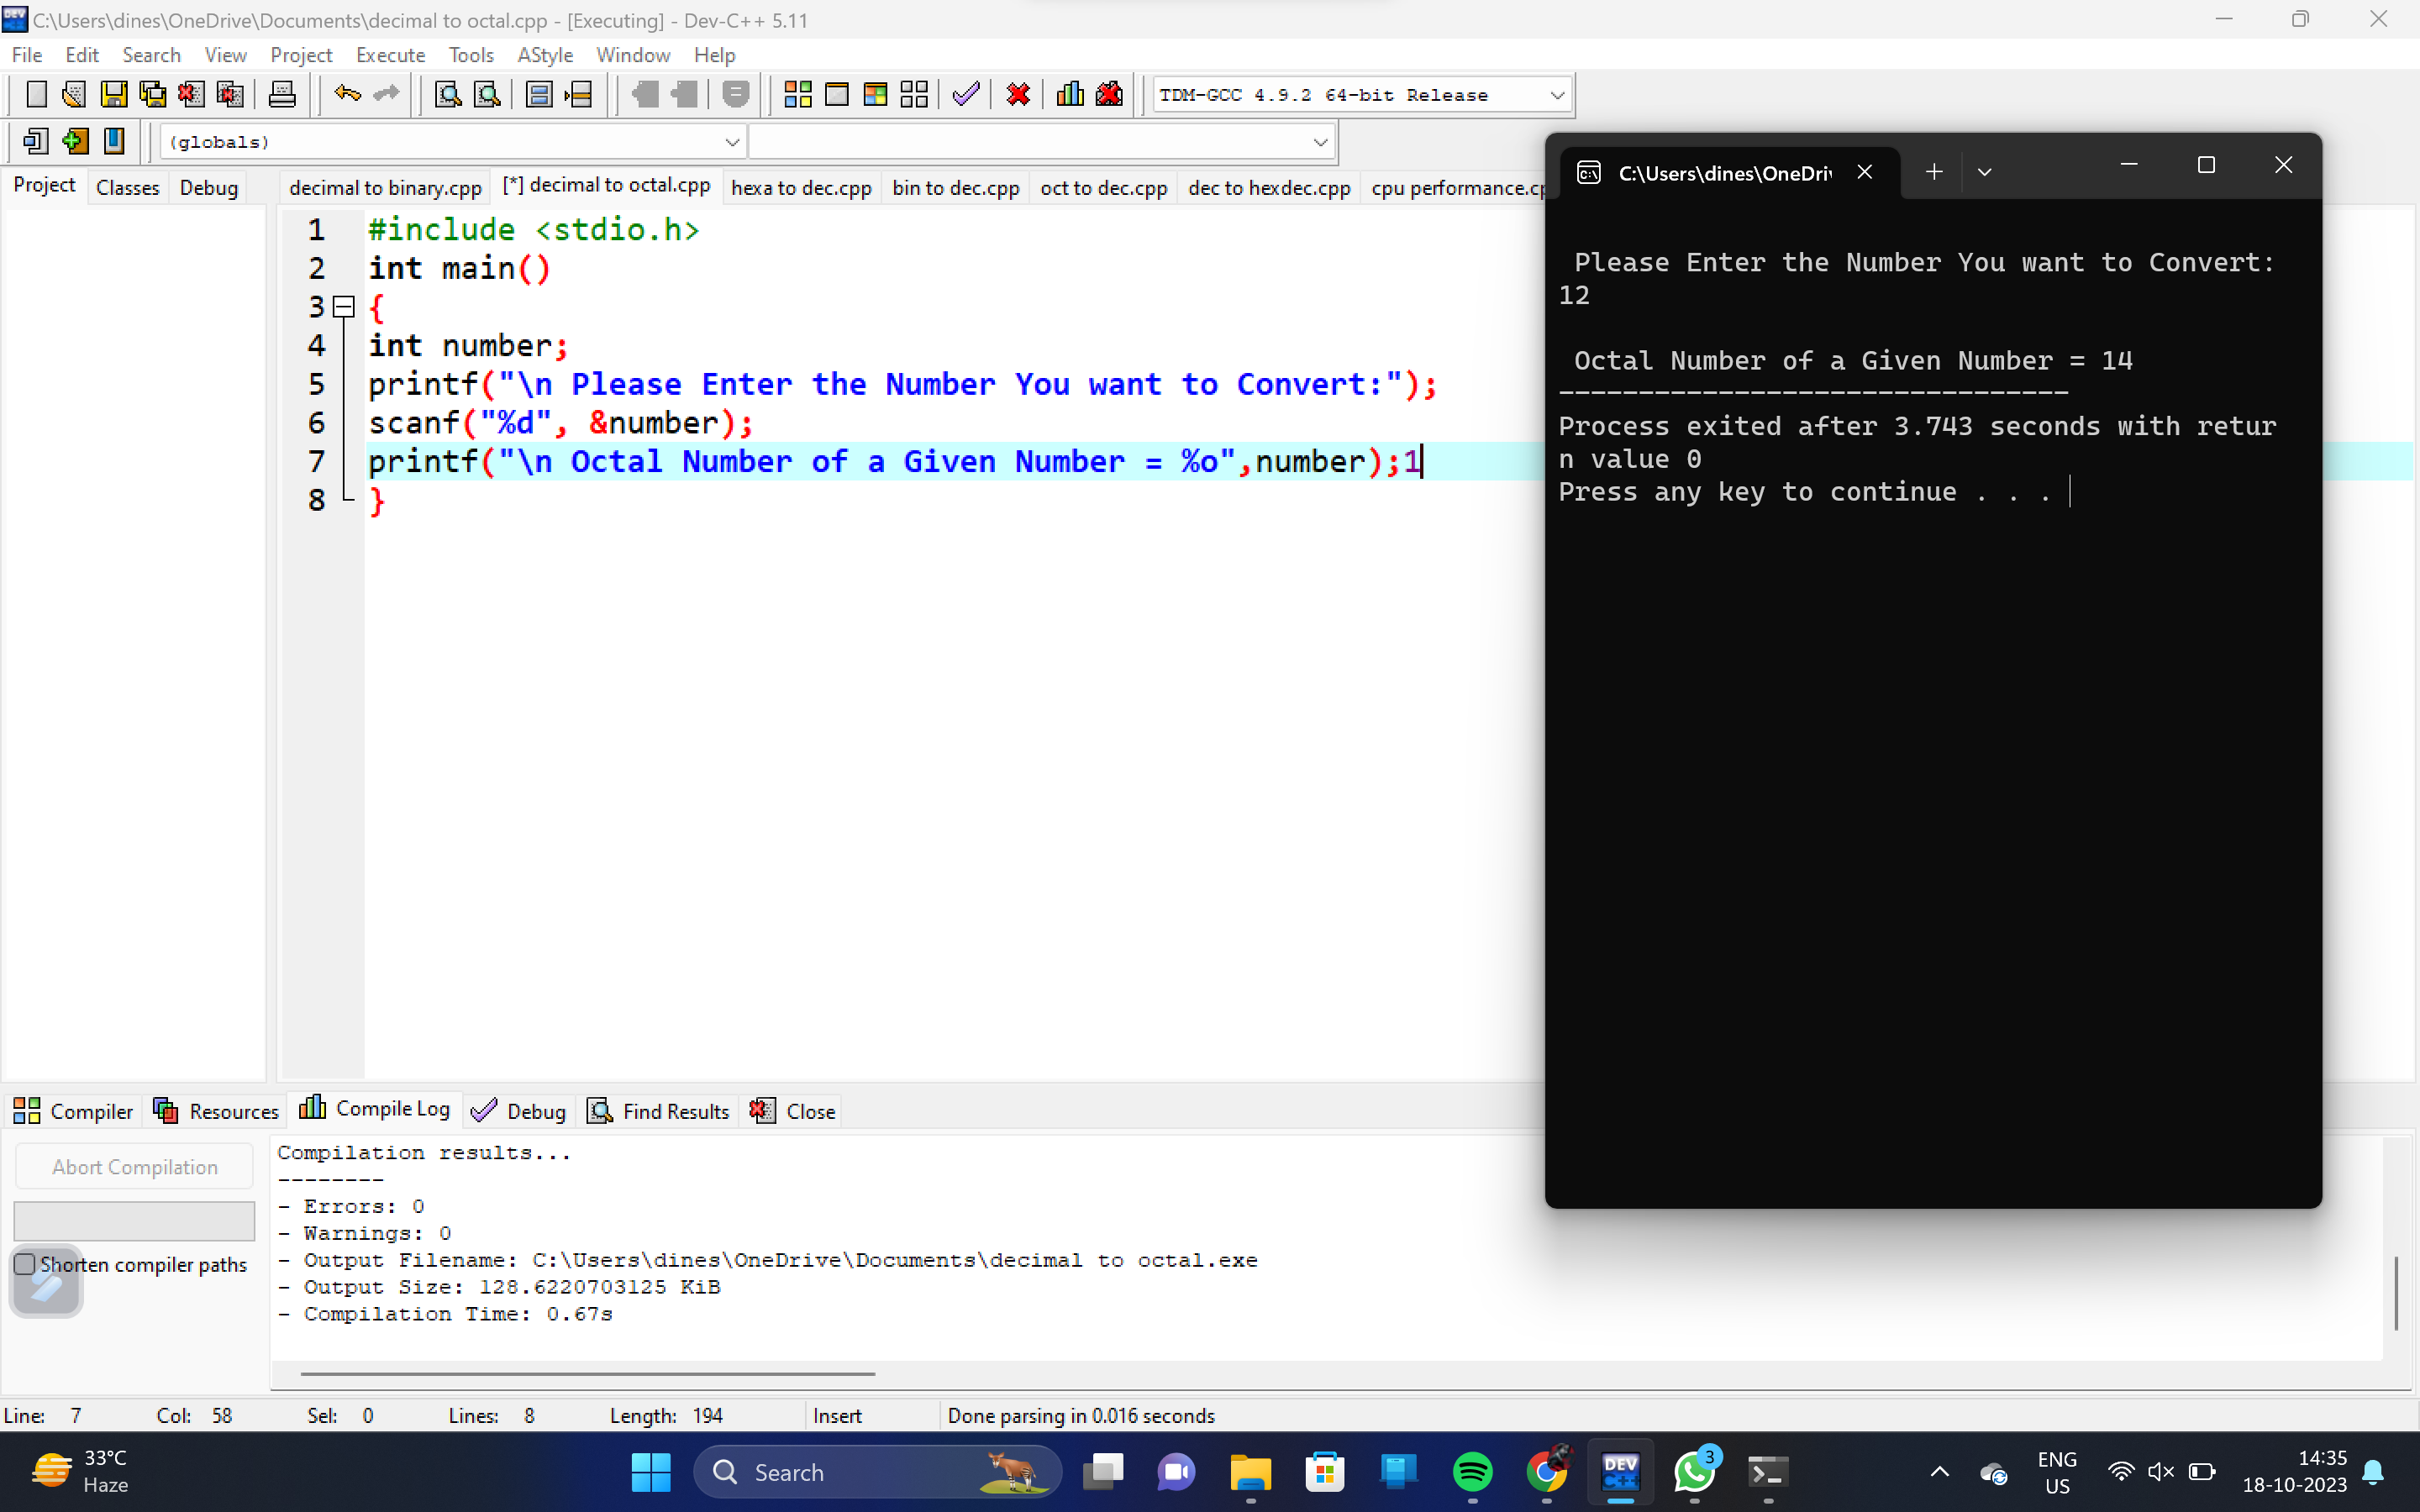 C:\Users\dines\OneDrive\Documents\decimal to octal.cpp - [Executing] - Dev-C++ 5.11
File Edit Search View Project Execute Tools AStyle Window Help
TDM-GCC 4.9.2 64-bit Release
(globals)
Project Classes Debug
decimal to binary.cpp [*] decimal to octal.cpp hexa to dec.cpp bin to dec.cpp oct to dec.cpp dec to hexdec.cpp cpu performance.cp
1 #include <stdio.h>
2 int main()
3 {
4 int number;
5 printf("\n Please Enter the Number You want to Convert:");
6 scanf("%d", &number);
7 printf("\n Octal Number of a Given Number = %o",number);1
8 }
C:\Users\dines\OneDri
Please Enter the Number You want to Convert:
12
Octal Number of a Given Number = 14
--------------------------------
Process exited after 3.743 seconds with retur
n value 0
Press any key to continue . . .
Compiler Resources Compile Log Debug Find Results Close
Abort Compilation
Shorten compiler paths
Compilation results...
--------
- Errors: 0
- Warnings: 0
- Output Filename: C:\Users\dines\OneDrive\Documents\decimal to octal.exe
- Output Size: 128.6220703125 KiB
- Compilation Time: 0.67s
Line: 7 Col: 58 Sel: 0 Lines: 8 Length: 194 Insert Done parsing in 0.016 seconds
33°C
Haze
Search
DEV
C++
3
ENG
US
14:35
18-10-2023